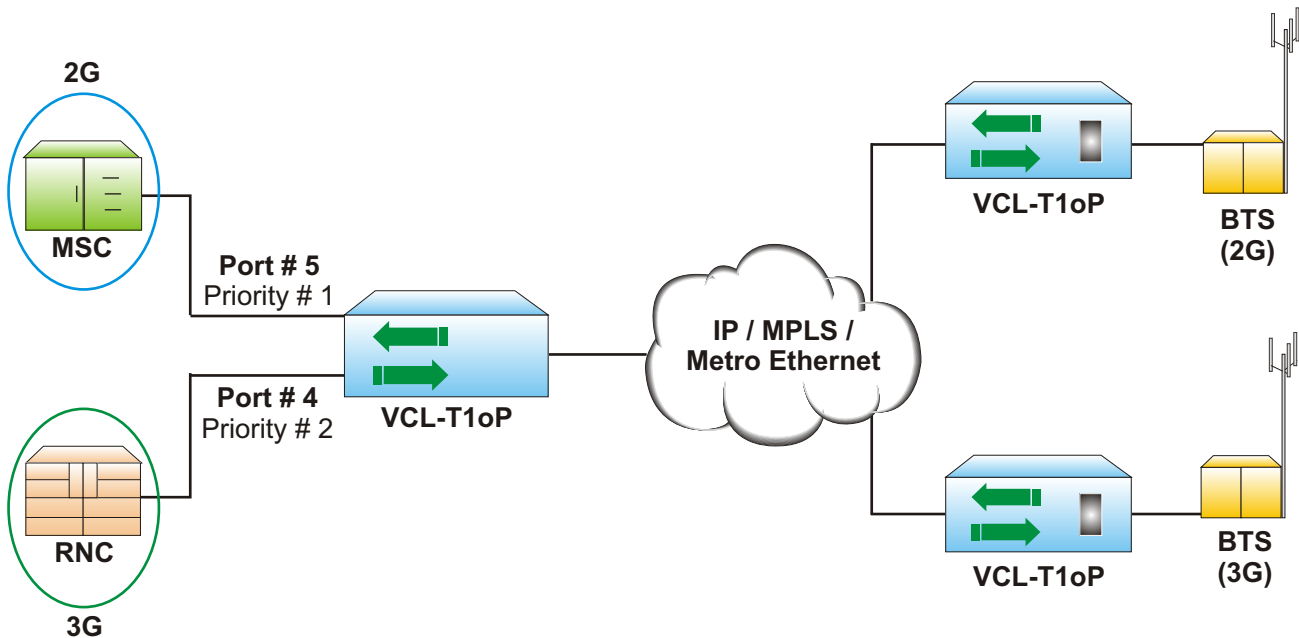 2G
MSC
Port # 5
Priority # 1
Port # 4
Priority # 2
RNC
3G
VCL-T1oP
IP / MPLS /
Metro Ethernet
VCL-T1oP
BTS
(2G)
VCL-T1oP
BTS
(3G)